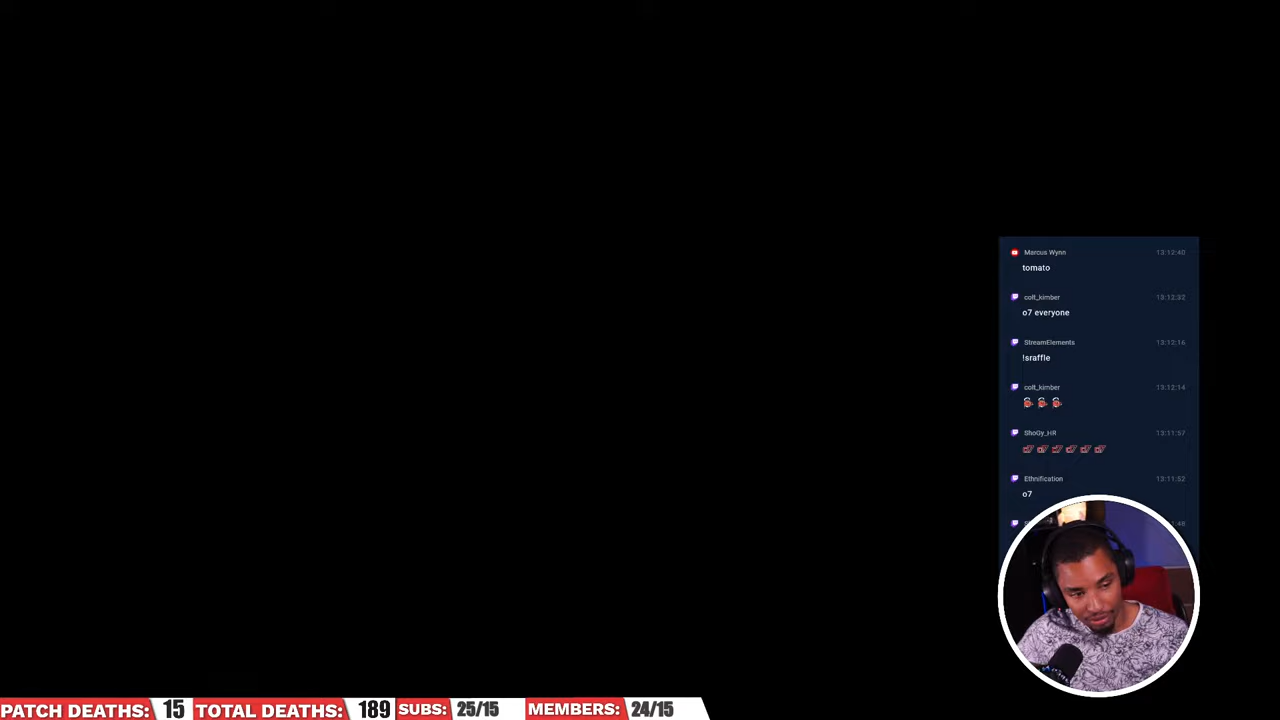 Marcus Wynn 13:12:40
tomato
colt_kimber 13:12:32
o7 everyone
StreamElements 13:12:16
!sraffle
colt_kimber 13:12:14
ShoGy_HR 13:11:57
Ethnification 13:11:52
o7
PATCH DEATHS: 15 TOTAL DEATHS: 189 SUBS: 25/15 MEMBERS: 24/15